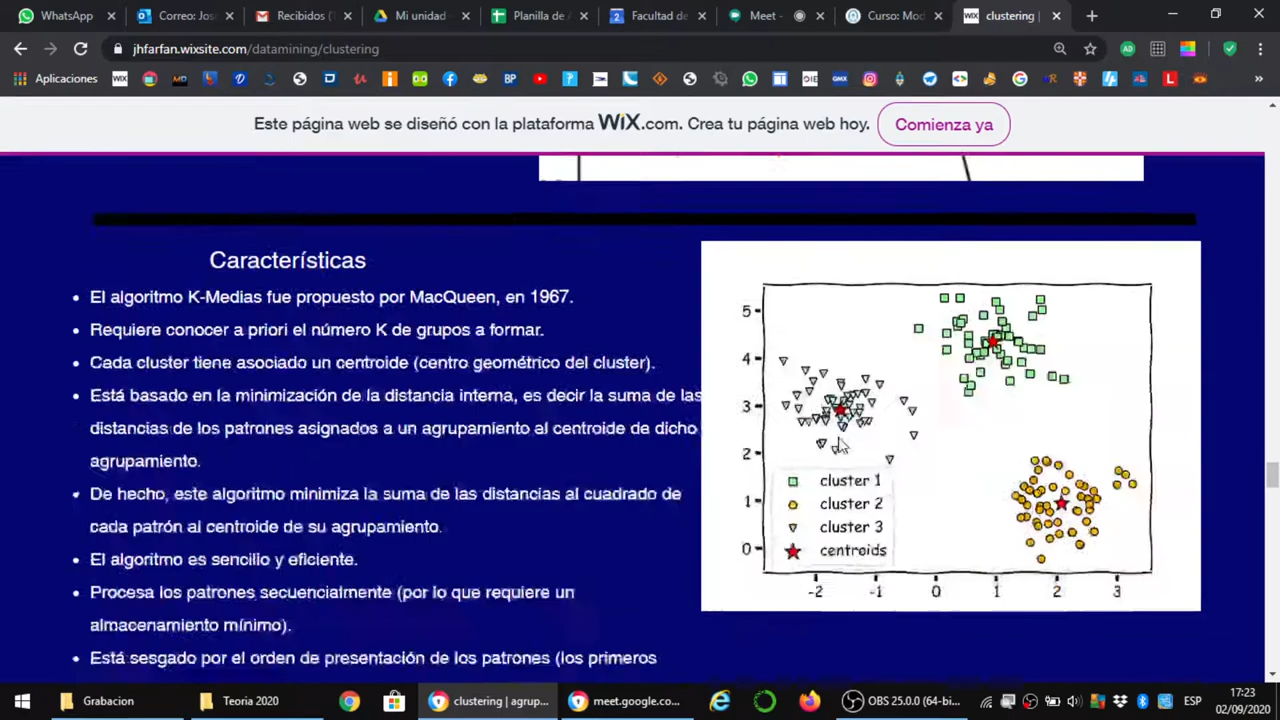 WhatsApp
Correo: Jos
Recibidos (
Mi unidad
Planilla de A
Facultad de
Meet -
Curso: Mod
clustering |
jhfarfan.wixsite.com/datamining/clustering
Aplicaciones
Este página web se diseñó con la plataforma WiX.com. Crea tu página web hoy.
Comienza ya
Características
El algoritmo K-Medias fue propuesto por MacQueen, en 1967.
Requiere conocer a priori el número K de grupos a formar.
Cada cluster tiene asociado un centroide (centro geométrico del cluster).
Está basado en la minimización de la distancia interna, es decir la suma de las
distancias de los patrones asignados a un agrupamiento al centroide de dicho
agrupamiento.
De hecho, este algoritmo minimiza la suma de las distancias al cuadrado de
cada patrón al centroide de su agrupamiento.
El algoritmo es sencillo y eficiente.
Procesa los patrones secuencialmente (por lo que requiere un
almacenamiento mínimo).
Está sesgado por el orden de presentación de los patrones (los primeros
5
4
3
2
1
0
cluster 1
cluster 2
cluster 3
centroids
-2 -1 0 1 2 3
Grabacion
Teoria 2020
clustering | agrup...
meet.google.co...
OBS 25.0.0 (64-bi...
ESP
17:23
02/09/2020